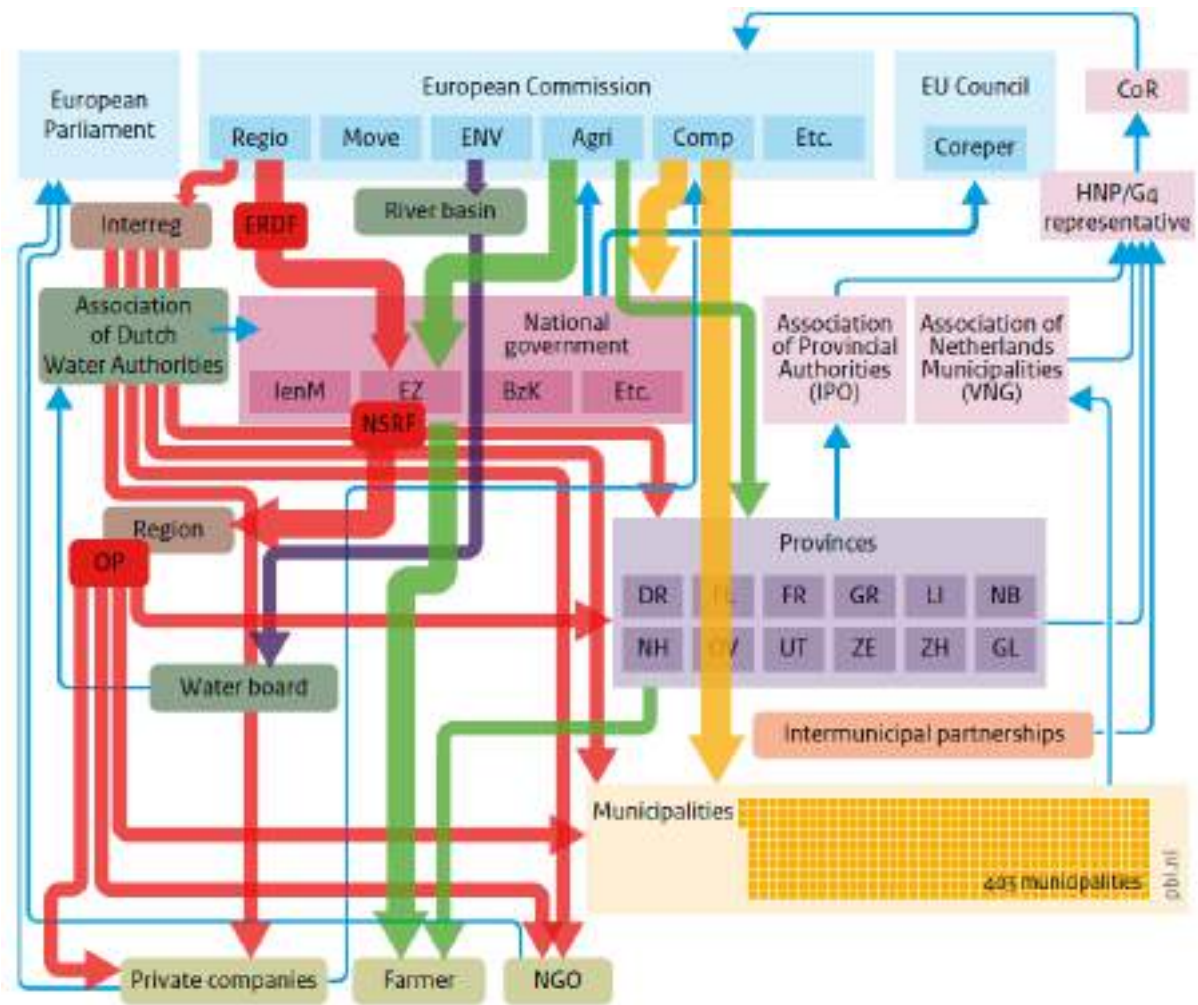 European
Parliament
European Commission
Regio
Move
ENV
Agri
Comp
Etc.
EU Council
Coreper
CoR
HNP/G4
representative
Interreg
ERDF
River basin
Association
of Dutch
Water Authorities
National
government
IenM
EZ
BzK
Etc.
NSRF
Association
of Provincial
Authorities
(IPO)
Association of
Netherlands
Municipalities
(VNG)
Region
OP
Provinces
DR
FL
FR
GR
LI
NB
NH
OV
UT
ZE
ZH
GL
Water board
Intermunicipal partnerships
Municipalities
403 municipalities
pbl.nl
Private companies
Farmer
NGO